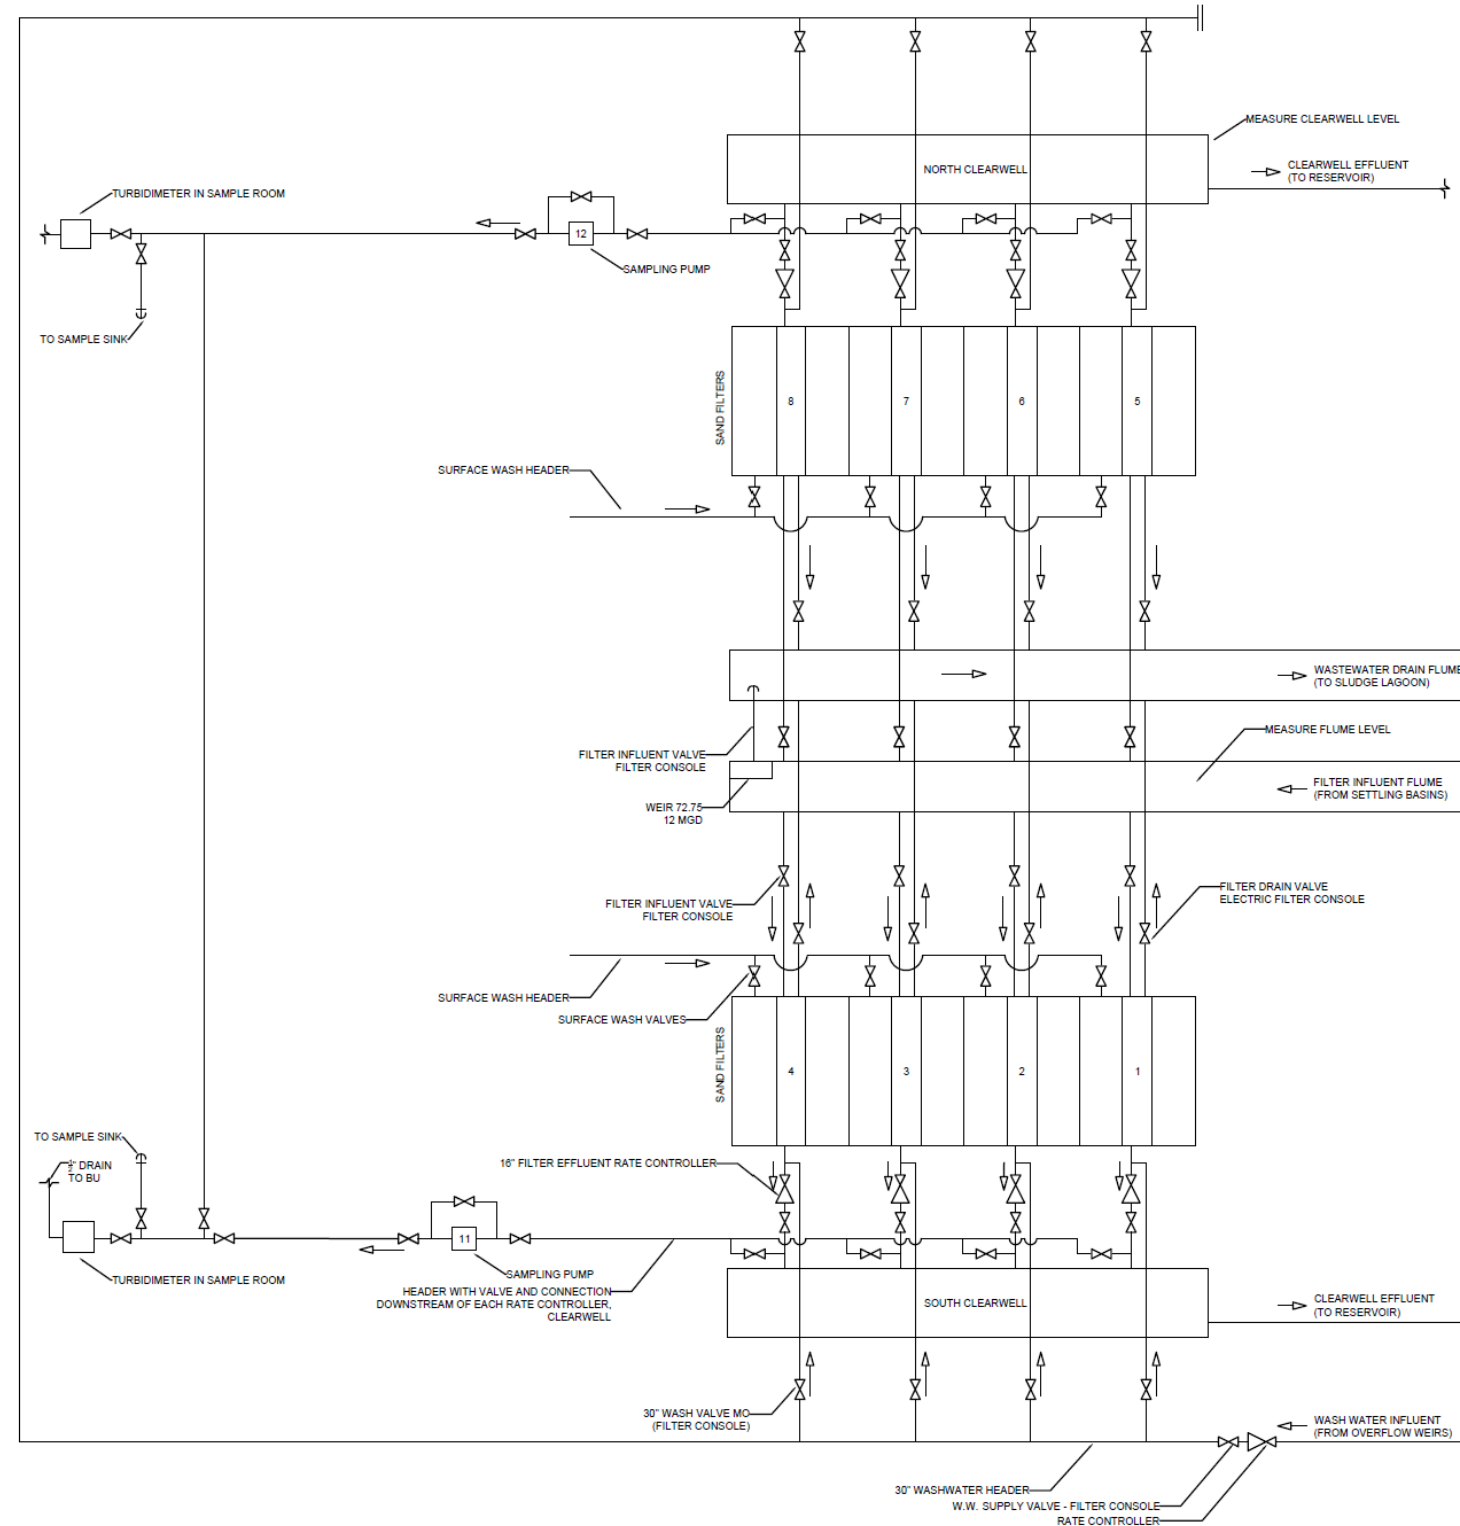 MEASURE CLEARWELL LEVEL
NORTH CLEARWELL
CLEARWELL EFFLUENT
(TO RESERVOIR)
TURBIDIMETER IN SAMPLE ROOM
12
SAMPLING PUMP
TO SAMPLE SINK
SAND FILTERS
8
7
6
5
SURFACE WASH HEADER
WASTEWATER DRAIN FLUME
(TO SLUDGE LAGOON)
FILTER INFLUENT VALVE
FILTER CONSOLE
MEASURE FLUME LEVEL
FILTER INFLUENT FLUME
(FROM SETTLING BASINS)
WEIR 72.75
12 MGD
FILTER INFLUENT VALVE
FILTER CONSOLE
FILTER DRAIN VALVE
ELECTRIC FILTER CONSOLE
SURFACE WASH HEADER
SURFACE WASH VALVES
SAND FILTERS
4
3
2
1
TO SAMPLE SINK
1/2" DRAIN
TO BU
16" FILTER EFFLUENT RATE CONTROLLER
11
SAMPLING PUMP
TURBIDIMETER IN SAMPLE ROOM
HEADER WITH VALVE AND CONNECTION
DOWNSTREAM OF EACH RATE CONTROLLER,
CLEARWELL
SOUTH CLEARWELL
CLEARWELL EFFLUENT
(TO RESERVOIR)
30" WASH VALVE MO
(FILTER CONSOLE)
WASH WATER INFLUENT
(FROM OVERFLOW WEIRS)
30" WASHWATER HEADER
W.W. SUPPLY VALVE - FILTER CONSOLE
RATE CONTROLLER